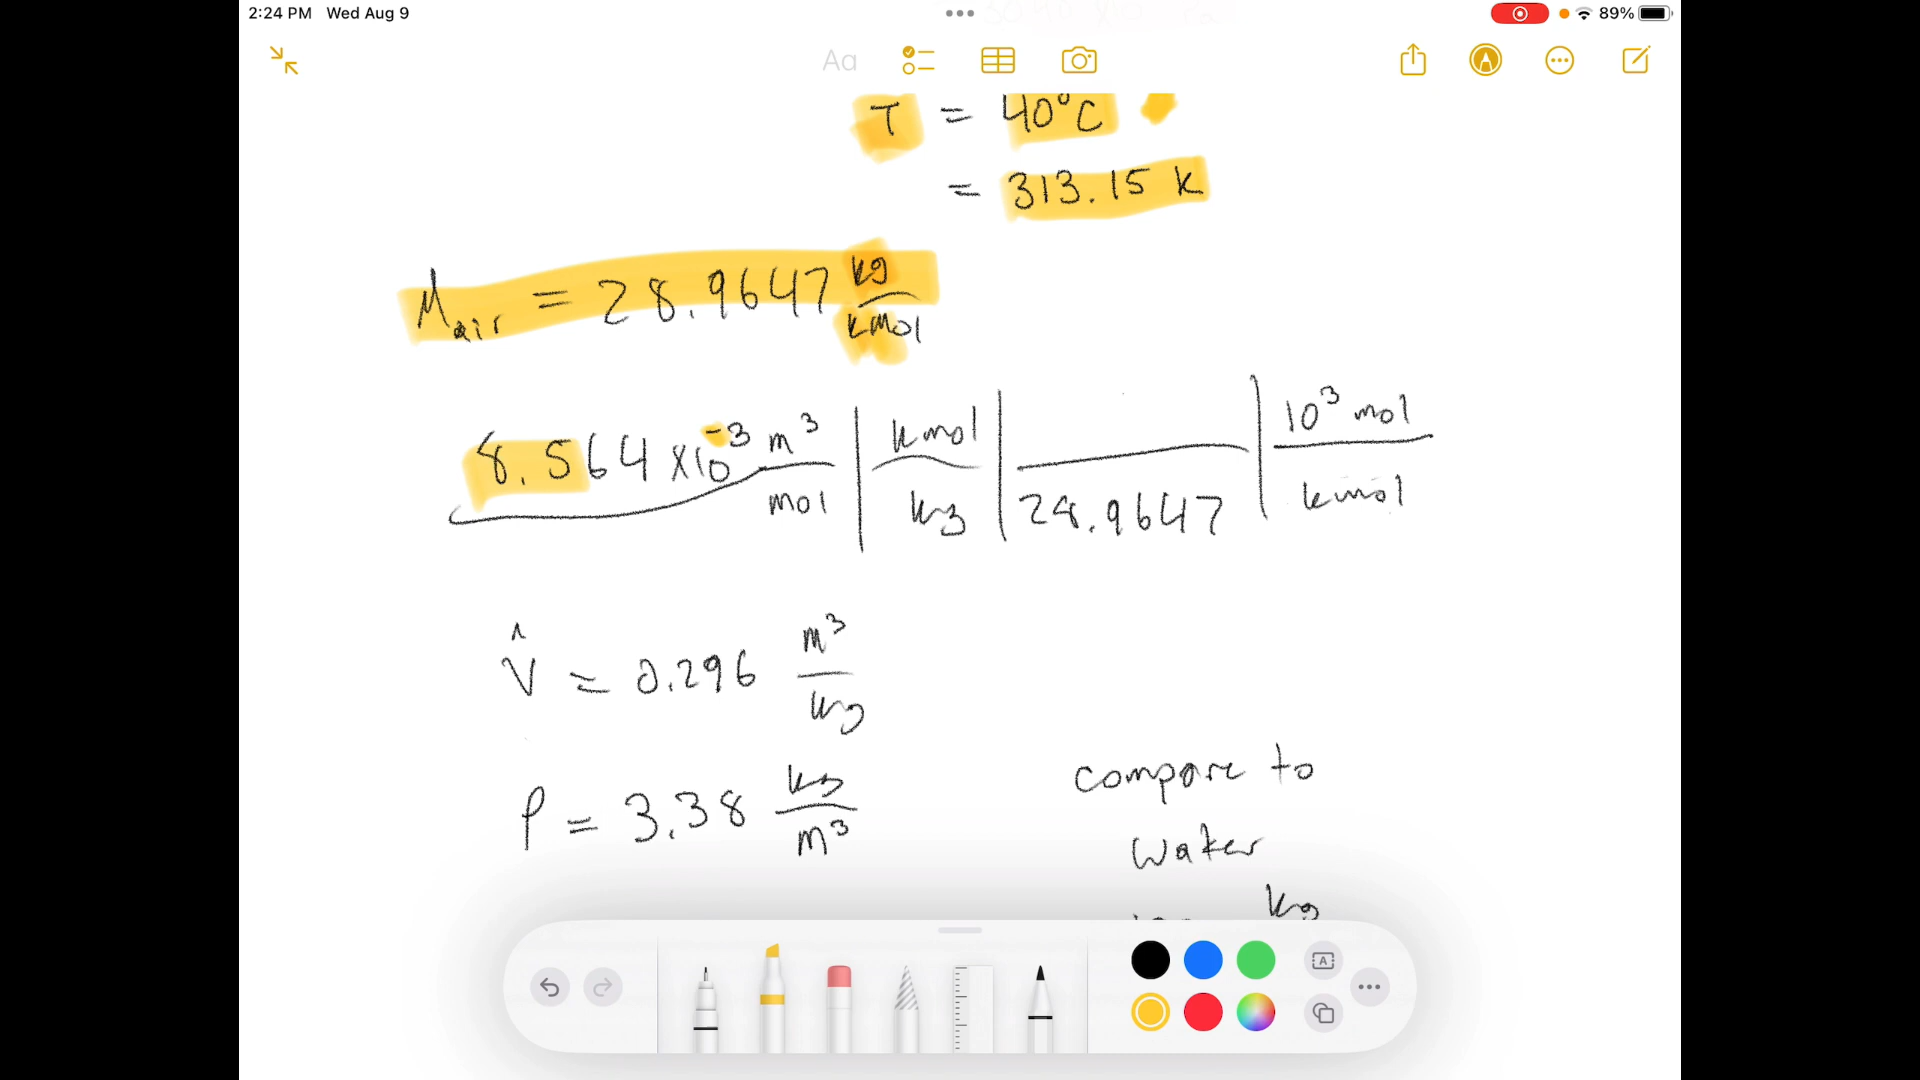 2:24 PM Wed Aug 9
89%
Aa
T = 40°C
= 313.15 K
M air = 28.9647 kg/kmol
8.564 x10^-3 m^3/mol | kmol/kg | /28.9647 | 10^3 mol/kmol
V̂ = 0.296 m^3/kg
ρ = 3.38 kg/m^3
compare to
water
kg
A